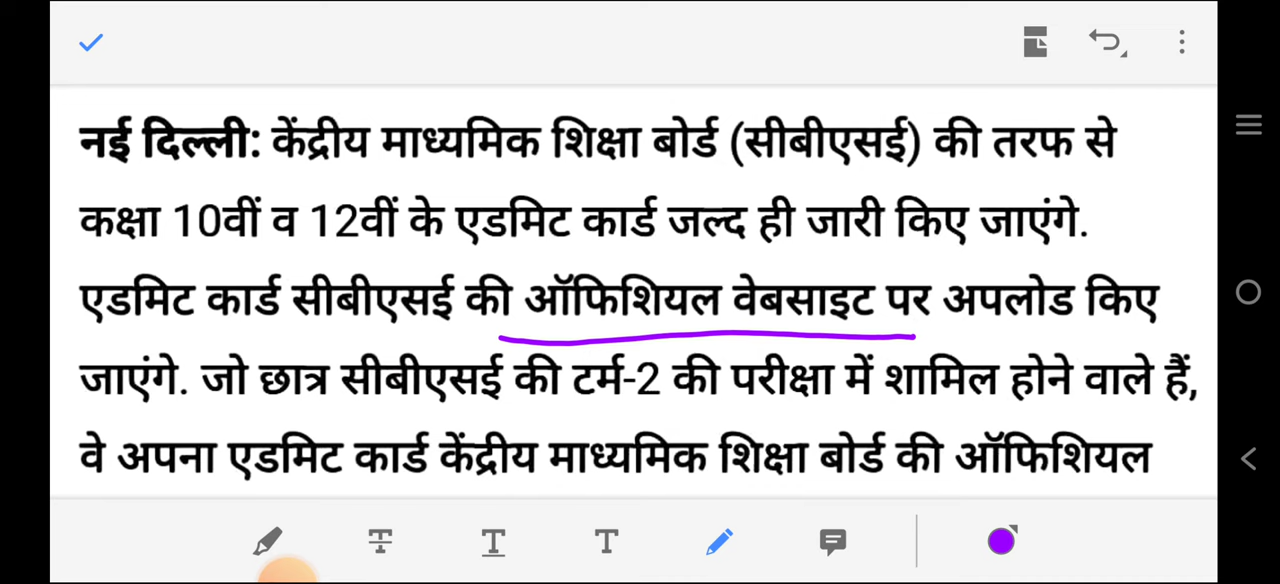 नई दिल्ली: केंद्रीय माध्यमिक शिक्षा बोर्ड (सीबीएसई) की तरफ से
कक्षा 10वीं व 12वीं के एडमिट कार्ड जल्द ही जारी किए जाएंगे.
एडमिट कार्ड सीबीएसई की ऑफिशियल वेबसाइट पर अपलोड किए
जाएंगे. जो छात्र सीबीएसई की टर्म-2 की परीक्षा में शामिल होने वाले हैं,
वे अपना एडमिट कार्ड केंद्रीय माध्यमिक शिक्षा बोर्ड की ऑफिशियल